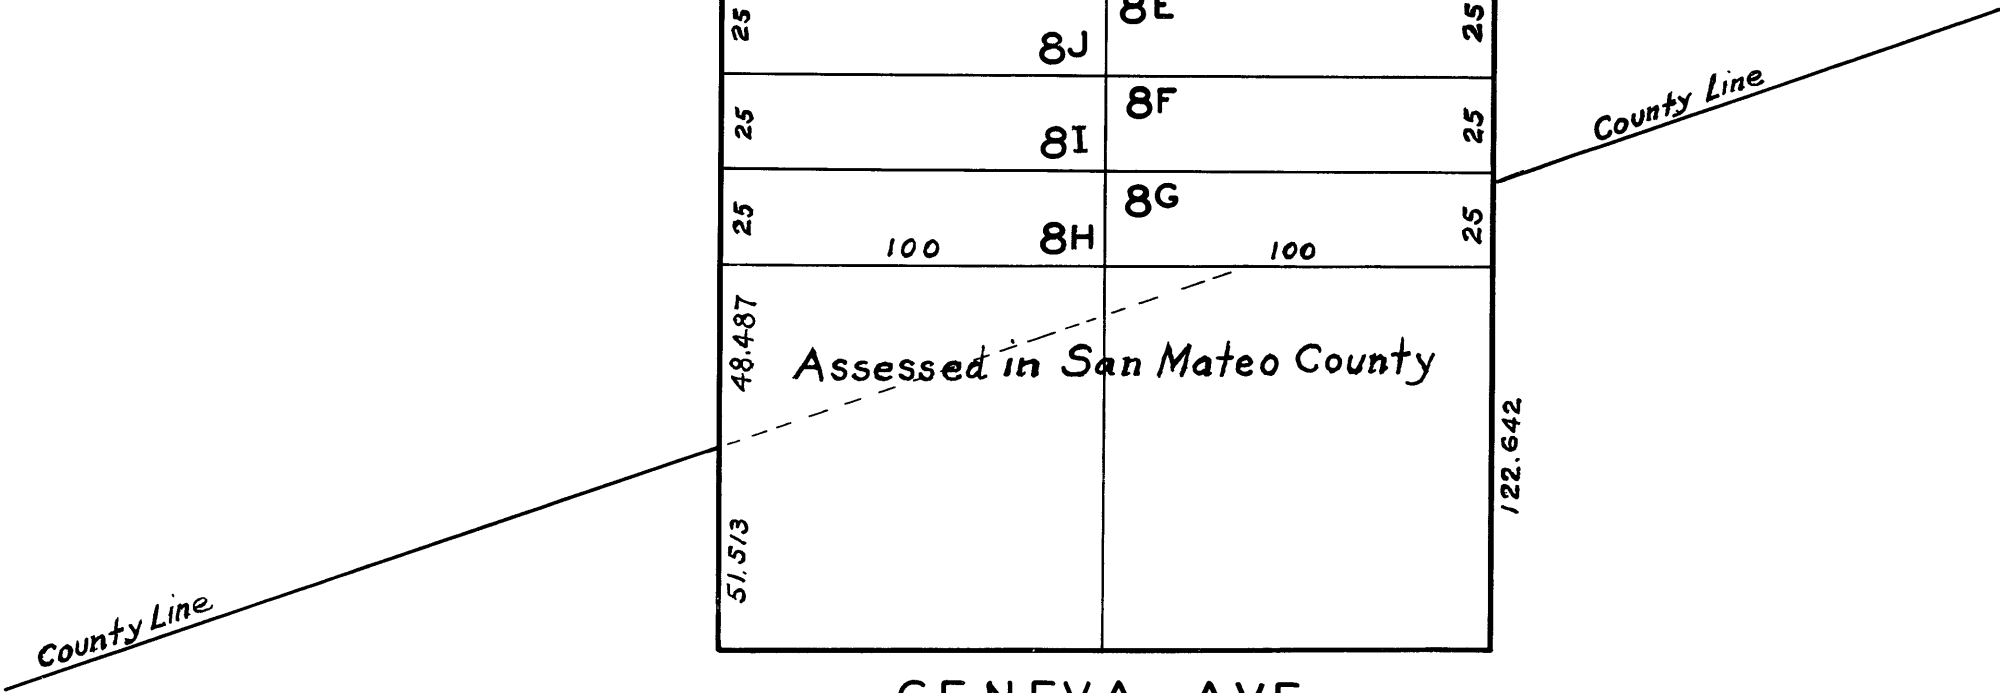 25 8E 25
8J
County Line
25 8F 25
8I
25 8G 25
100 8H 100
48.487
Assessed in San Mateo County
122.642
51.513
County Line
GENEVA AVE